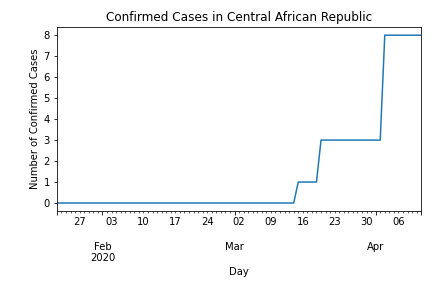 Confirmed Cases in Central African Republic
Number of Confirmed Cases
8
7
6
5
4
3
2
1
0
27 03 10 17 24 02 09 16 23 30 06
Feb Mar Apr
2020
Day